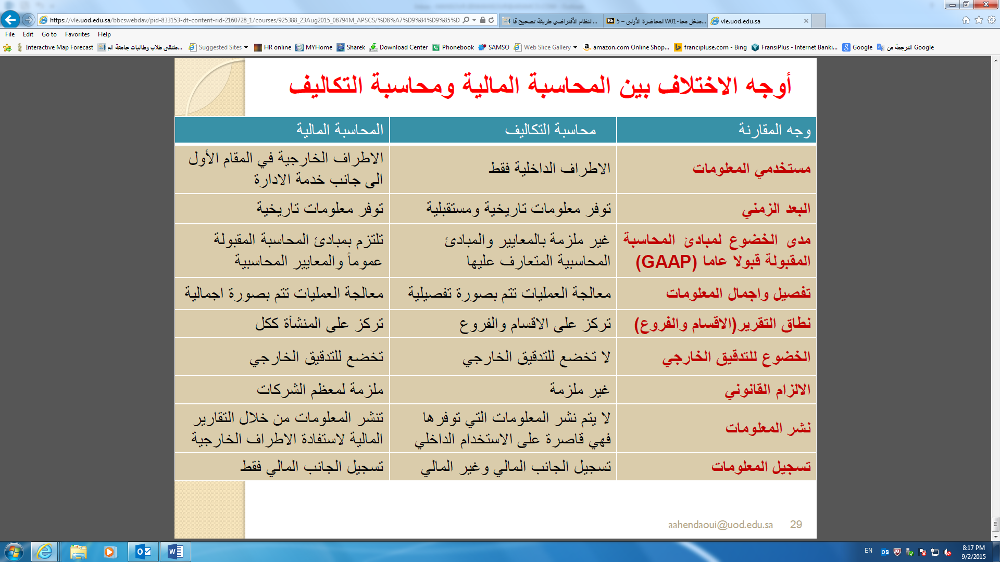 https://vle.uod.edu.sa/bbcswebdav/pid-833153-dt-content-rid-2160728_1/courses/925388_23Aug2015_08794M_APSCS/%D8%A7%D9%84%D9%85%D
النظام الأفتراضي طريقة تصحيح قا...
المحاضرة الأولى – 5 W01-مدخل محا...
vle.uod.edu.sa
File Edit Go to Favorites Help
Interactive Map Forecast
ملتقى طلاب وطالبات جامعة الم...
Suggested Sites
HR online
MYHome
Sharek
Download Center
Phonebook
SAMSO
Web Slice Gallery
amazon.com Online Shop...
francipluse.com - Bing
FransiPlus - Internet Banki...
Google
الترجمة من Google
أوجه الاختلاف بين المحاسبة المالية ومحاسبة التكاليف
وجه المقارنة
محاسبة التكاليف
المحاسبة المالية
مستخدمي المعلومات
الاطراف الداخلية فقط
الاطراف الخارجية في المقام الأول
الى جانب خدمة الادارة
البعد الزمني
توفر معلومات تاريخية ومستقبلية
توفر معلومات تاريخية
مدى الخضوع لمبادئ المحاسبة
المقبولة قبولا عاما (GAAP)
غير ملزمة بالمعايير والمبادئ
المحاسبية المتعارف عليها
تلتزم بمبادئ المحاسبة المقبولة
عموماً والمعايير المحاسبية
تفصيل واجمال المعلومات
معالجة العمليات تتم بصورة تفصيلية
معالجة العمليات تتم بصورة اجمالية
نطاق التقرير(الاقسام والفروع)
تركز على الاقسام والفروع
تركز على المنشأة ككل
الخضوع للتدقيق الخارجي
لا تخضع للتدقيق الخارجي
تخضع للتدقيق الخارجي
الالزام القانوني
غير ملزمة
ملزمة لمعظم الشركات
نشر المعلومات
لا يتم نشر المعلومات التي توفرها
فهي قاصرة على الاستخدام الداخلي
تنشر المعلومات من خلال التقارير
المالية لاستفادة الاطراف الخارجية
تسجيل المعلومات
تسجيل الجانب المالي وغير المالي
تسجيل الجانب المالي فقط
aahendaoui@uod.edu.sa 29
EN
8:17 PM
9/2/2015